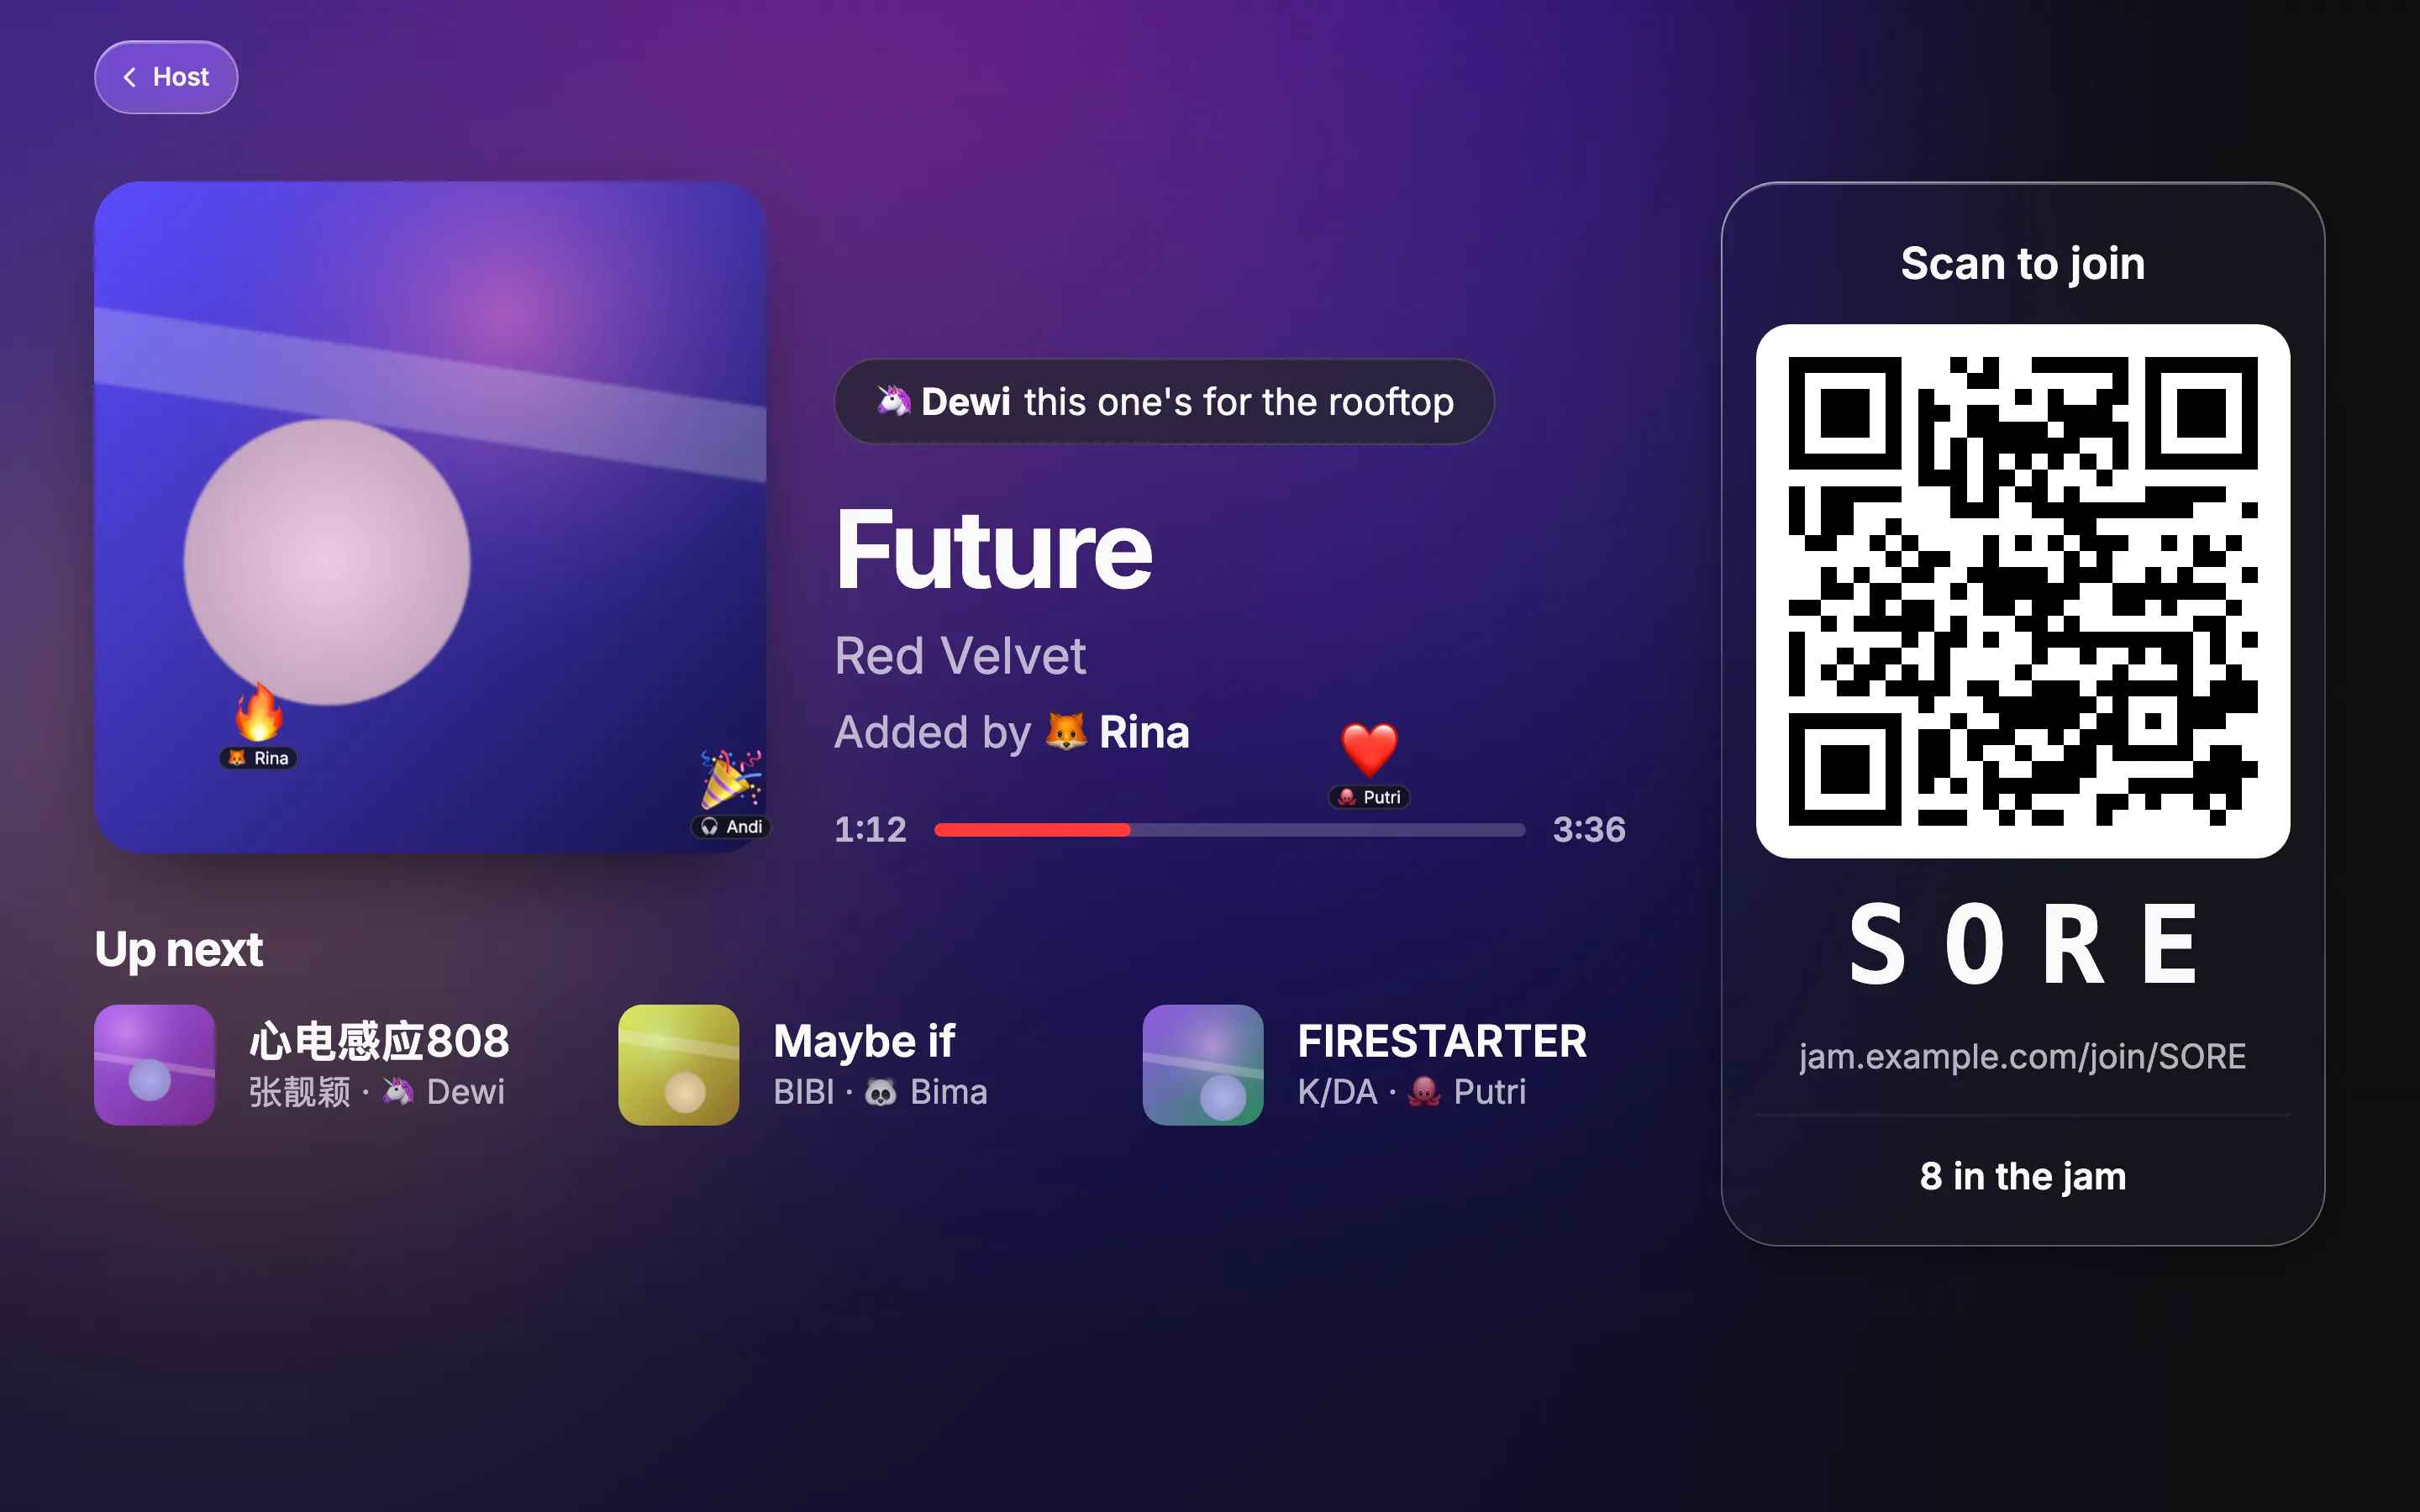 Host
🦄 Dewi this one's for the rooftop
Future
Red Velvet
Added by 🦊 Rina
🦊 Rina
🎧 Andi
🐙 Putri
1:12
3:36
Up next
心电感应808
张靓颖 · 🦄 Dewi
Maybe if
BIBI · 🐼 Bima
FIRESTARTER
K/DA · 🐙 Putri
Scan to join
SORE
jam.example.com/join/SORE
8 in the jam